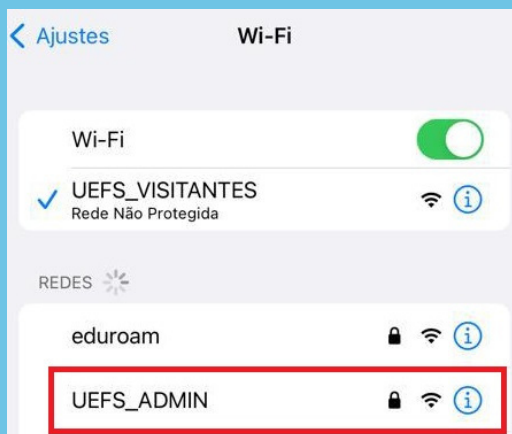 Ajustes
Wi-Fi
Wi-Fi
UEFS_VISITANTES
Rede Não Protegida
REDES
eduroam
UEFS_ADMIN